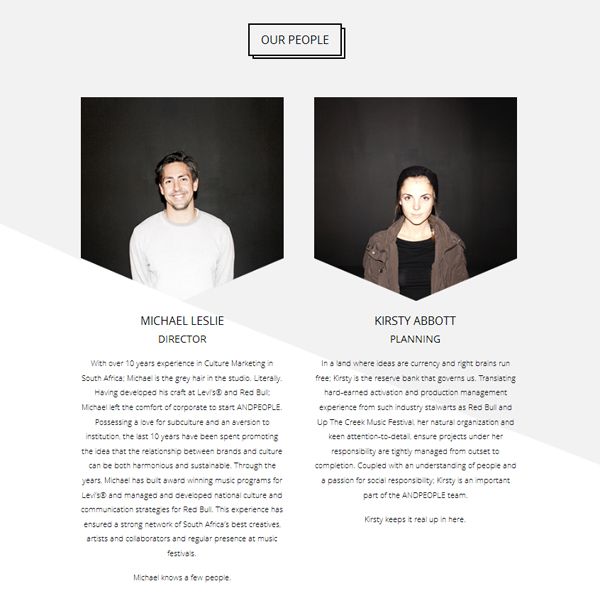 OUR PEOPLE
MICHAEL LESLIE
DIRECTOR
With over 10 years experience in Culture Marketing in
South Africa; Michael is the grey hair in the studio. Literally.
Having developed his craft at Levi's® and Red Bull;
Michael left the comfort of corporate to start ANDPEOPLE.
Possessing a love for subculture and an aversion to
institution, the last 10 years have been spent promoting
the idea that the relationship between brands and culture
can be both harmonious and sustainable. Through the
years, Michael has built award winning music programs for
Levi's® and managed and developed national culture and
communication strategies for Red Bull. This experience has
ensured a strong network of South Africa's best creatives,
artists and collaborators and regular presence at music
festivals.
Michael knows a few people.
KIRSTY ABBOTT
PLANNING
In a land where ideas are currency and right brains run
free; Kirsty is the reserve bank that governs us. Translating
hard-earned activation and production management
experience from such industry stalwarts as Red Bull and
Up The Creek Music Festival, her natural organization and
keen attention-to-detail, ensure projects under her
responsibility are tightly managed from outset to
completion. Coupled with an understanding of people and
a passion for social responsibility; Kirsty is an important
part of the ANDPEOPLE team.
Kirsty keeps it real up in here.